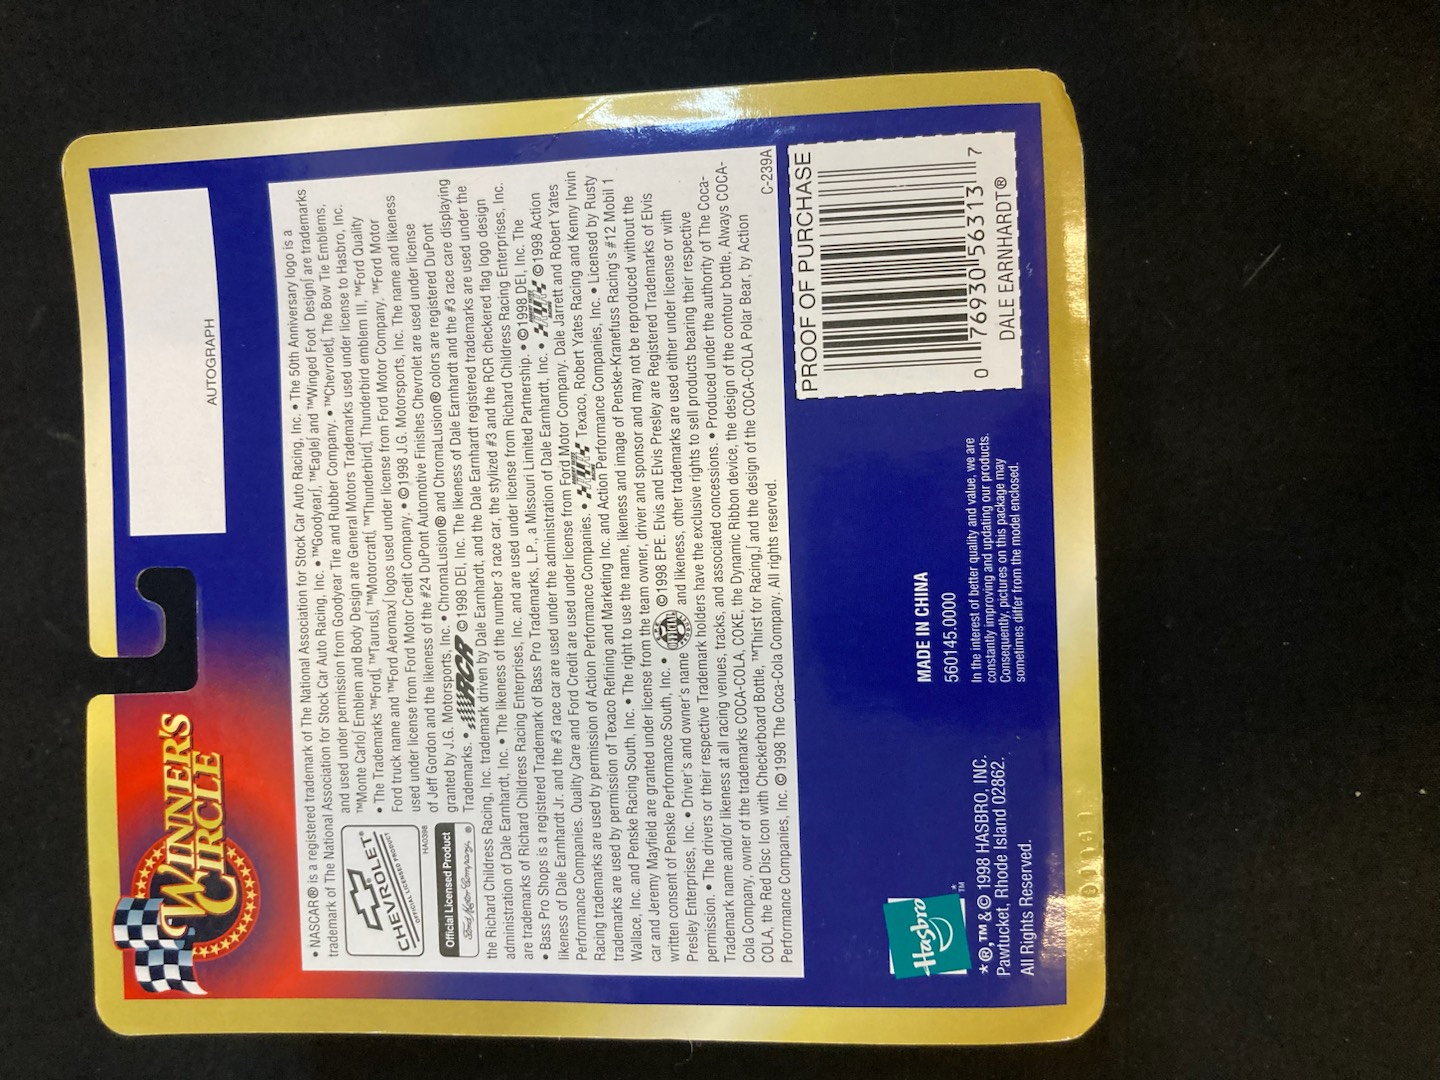 WINNER'S
CIRCLE
AUTOGRAPH
• NASCAR® is a registered trademark of The National Association for Stock Car Auto Racing, Inc. • The 50th Anniversary logo is a
trademark of The National Association for Stock Car Auto Racing, Inc. • ™Goodyear∫, ™Eagle∫ and ™Winged Foot Design∫ are trademarks
and used under permission from Goodyear Tire and Rubber Company. • ™Chevrolet∫, The Bow Tie Emblems,
™Monte Carlo∫ Emblem and Body Design are General Motors Trademarks used under license to Hasbro, Inc.
• The Trademarks ™Ford∫, ™Taurus∫, ™Motorcraft∫, ™Thunderbird∫, Thunderbird emblem III, ™Ford Quality
Ford truck name and ™Ford Aeromax∫ logos used under license from Ford Motor Company. ™Ford Motor
used under license from Ford Motor Credit Company. • ©1998 J.G. Motorsports, Inc. The name and likeness
of Jeff Gordon and the likeness of the #24 DuPont Automotive Finishes Chevrolet are used under license
granted by J.G. Motorsports, Inc. • ChromaLusion® and ChromaLusion® colors are registered DuPont
Trademarks. • RCR ©1998 DEI, Inc. The likeness of Dale Earnhardt and the #3 race care displaying
the Richard Childress Racing, Inc. trademark driven by Dale Earnhardt, and the Dale Earnhardt registered trademarks are used under the
administration of Dale Earnhardt, Inc. • The likeness of the number 3 race car, the stylized #3 and the RCR checkered flag logo design
are trademarks of Richard Childress Racing Enterprises, Inc. and are used under license from Richard Childress Racing Enterprises, Inc.
• Bass Pro Shops is a registered Trademark of Bass Pro Trademarks, L.P., a Missouri Limited Partnership. • ©1998 DEI, Inc. The
likeness of Dale Earnhardt Jr. and the #3 race car are used under the administration of Dale Earnhardt, Inc. • ©1998 Action
Performance Companies. Quality Care and Ford Credit are used under license from Ford Motor Company, Dale Jarrett and Robert Yates
Racing trademarks are used by permission of Action Performance Companies. • Texaco, Robert Yates Racing and Kenny Irwin
trademarks are used by permission of Texaco Refining and Marketing Inc. and Action Performance Companies, Inc. • Licensed by Rusty
Wallace, Inc. and Penske Racing South, Inc. • The right to use the name, likeness and image of Penske-Kranefuss Racing's #12 Mobil 1
car and Jeremy Mayfield are granted under license from the team owner, driver and sponsor and may not be reproduced without the
written consent of Penske Performance South, Inc. • ©1998 EPE. Elvis and Elvis Presley are Registered Trademarks of Elvis
Presley Enterprises, Inc. • Driver's and owner's name and likeness, other trademarks are used either under license or with
permission. • The drivers or their respective Trademark holders have the exclusive rights to sell products bearing their respective
Trademark name and/or likeness at all racing venues, tracks, and associated concessions. • Produced under the authority of The Coca-
Cola Company, owner of the trademarks COCA-COLA, COKE, the Dynamic Ribbon device, the design of the contour bottle, Always COCA-
COLA, the Red Disc Icon with Checkerboard Bottle, ™Thirst for Racing,∫ and the design of the COCA-COLA Polar Bear, by Action
Performance Companies, Inc. ©1998 The Coca-Cola Company. All rights reserved.
C-239A
CHEVROLET®
OFFICIAL LICENSED PRODUCT
HA0398
Official Licensed Product
Ford Motor Company, ®
Hasbro ™
*®,™ & © 1998 HASBRO, INC.
Pawtucket, Rhode Island 02862.
All Rights Reserved.
MADE IN CHINA
560145.0000
In the interest of better quality and value, we are
constantly improving and updating our products.
Consequently, pictures on this package may
sometimes differ from the model enclosed.
PROOF OF PURCHASE
0 76930 56313 7
DALE EARNHARDT®